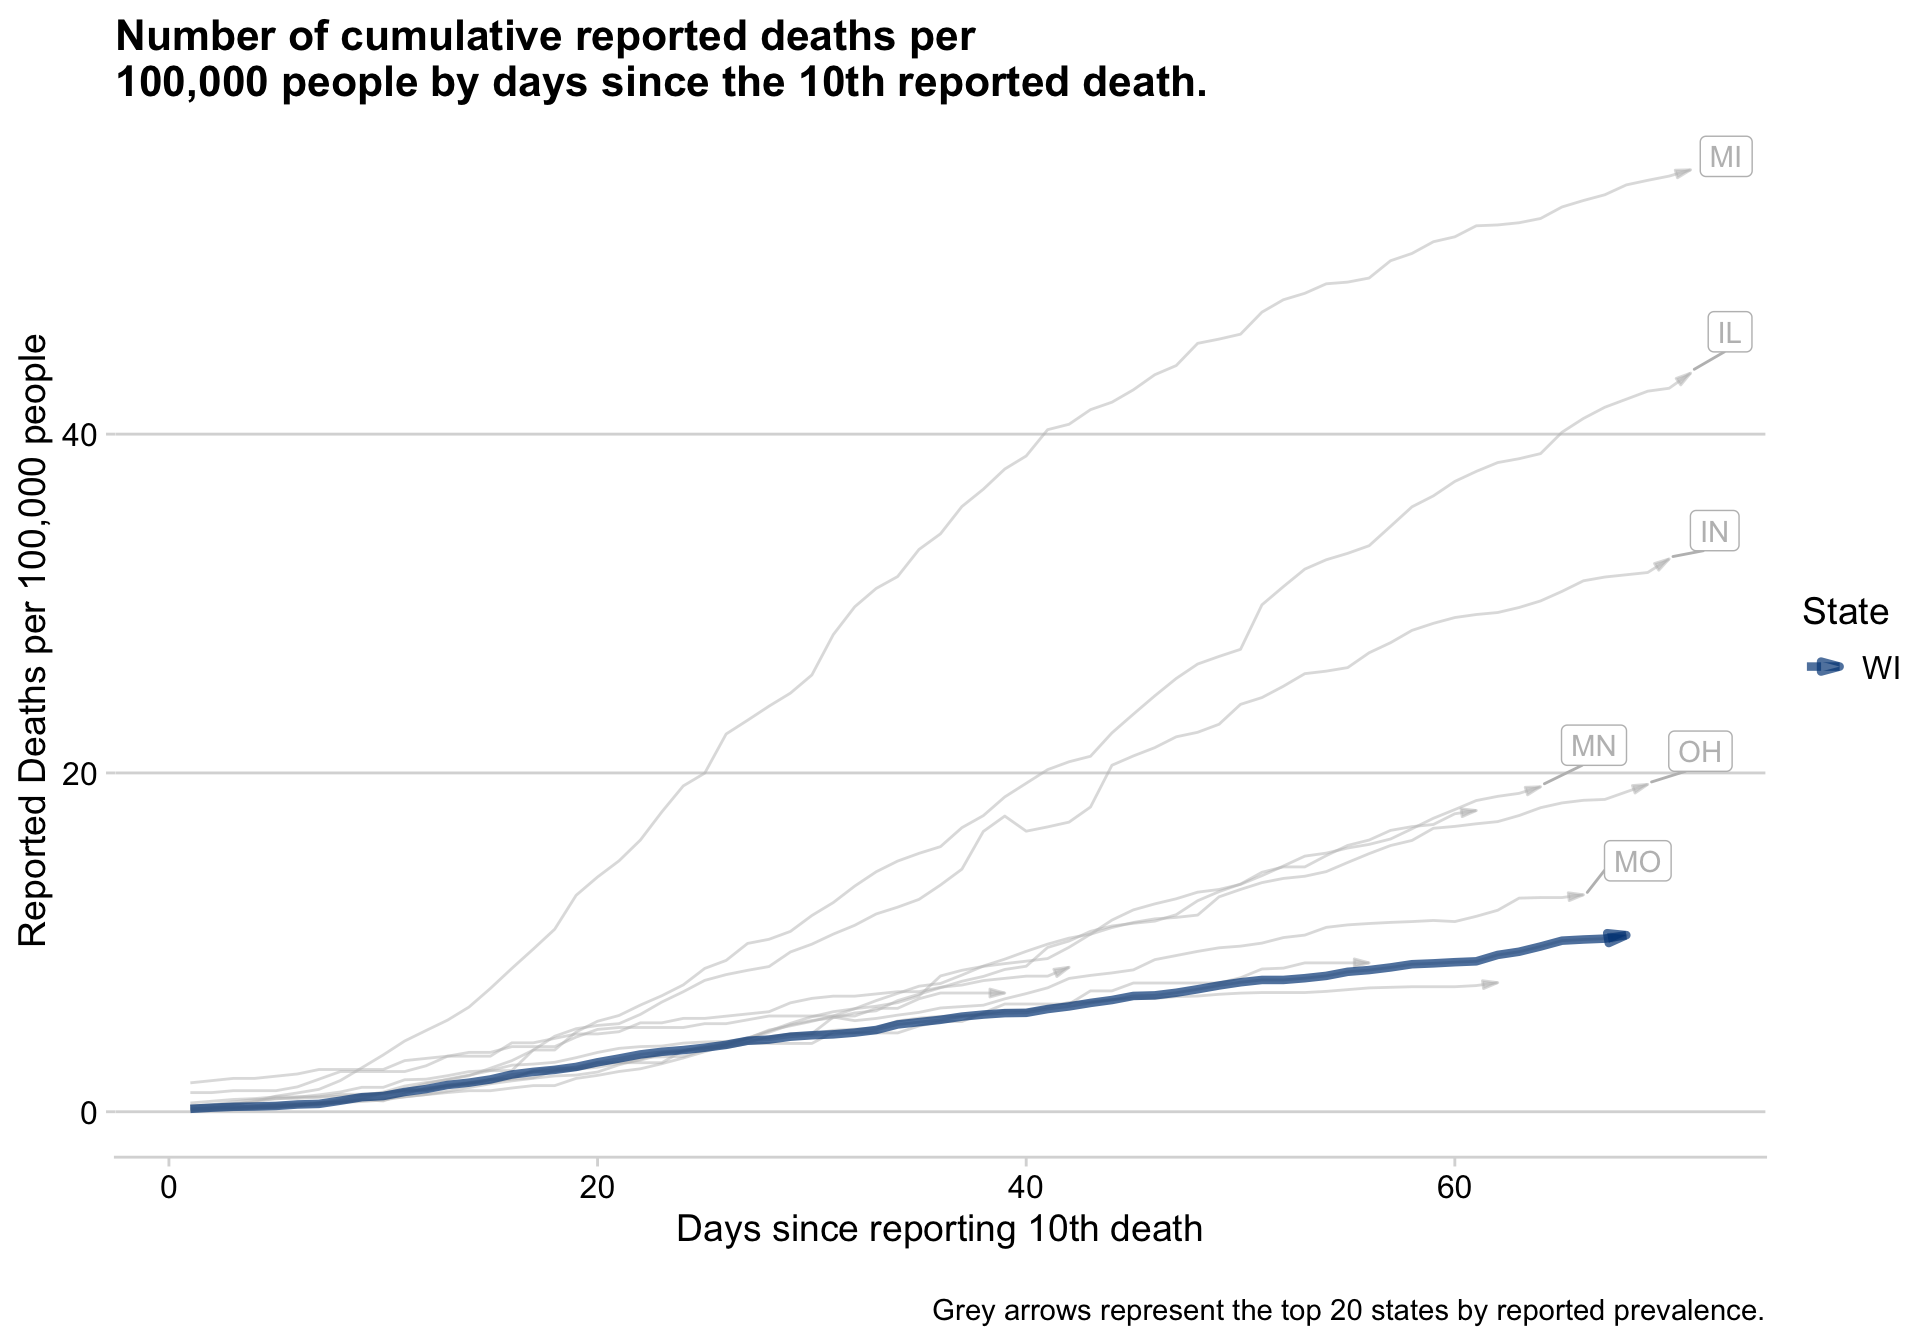 Number of cumulative reported deaths per
100,000 people by days since the 10th reported death.
Reported Deaths per 100,000 people
40
20
0
MI
IL
IN
MN
OH
MO
State
WI
0
20
40
60
Days since reporting 10th death
Grey arrows represent the top 20 states by reported prevalence.